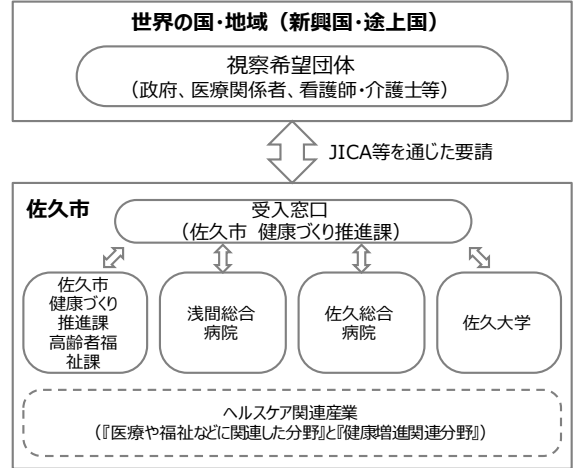 世界の国･地域（新興国･途上国）
視察希望団体
（政府、医療関係者、看護師･介護士等）
JICA等を通じた要請
佐久市
受入窓口
（佐久市 健康づくり推進課）
佐久市
健康づくり
推進課
高齢者福
祉課
浅間総合
病院
佐久総合
病院
佐久大学
ヘルスケア関連産業
（『医療や福祉などに関連した分野』と『健康増進関連分野』）